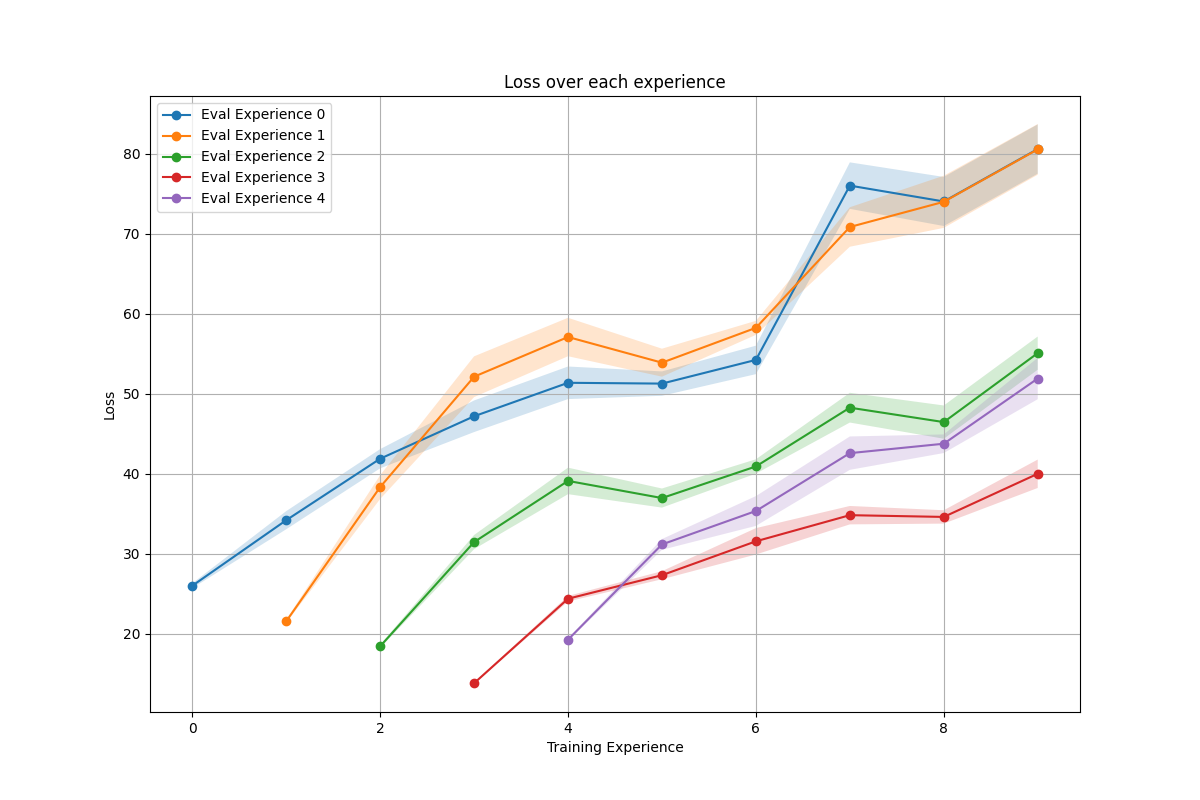 Loss over each experience
Eval Experience 0
Eval Experience 1
Eval Experience 2
Eval Experience 3
Eval Experience 4
80
70
60
50
40
30
20
Loss
0 2 4 6 8
Training Experience